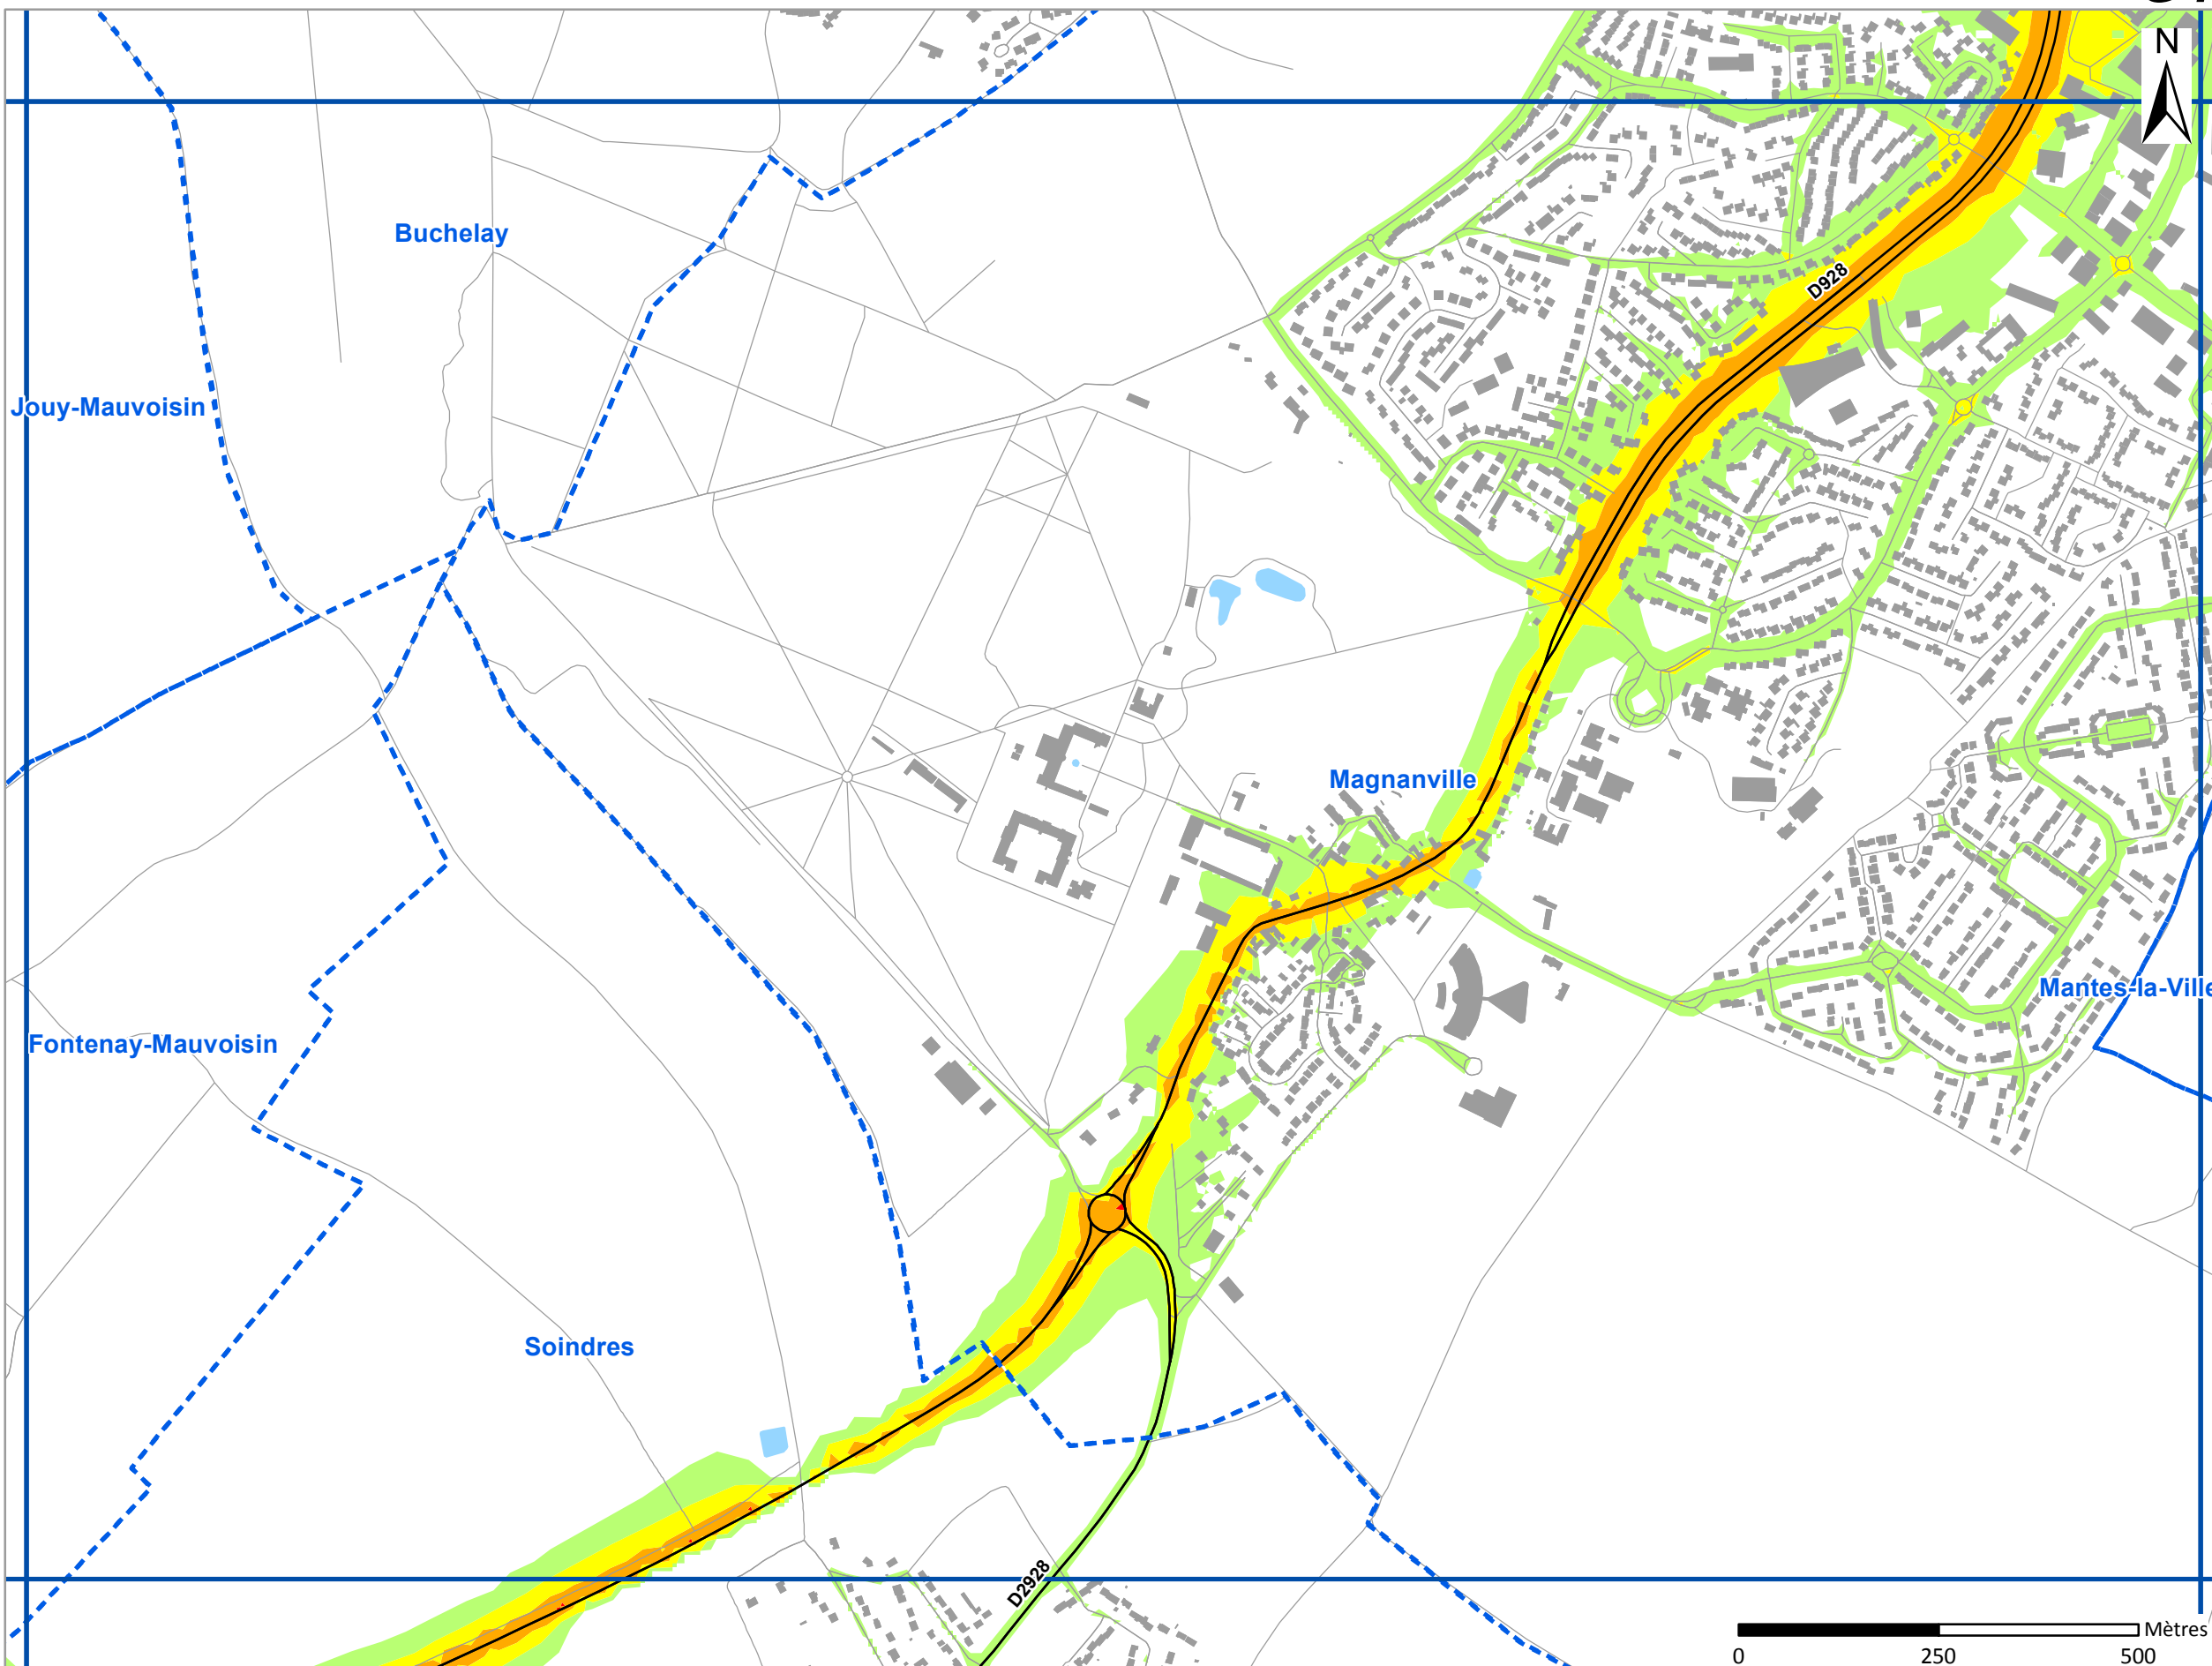 N
Buchelay
D928
Jouy-Mauvoisin
Magnanville
Mantes-la-Ville
Fontenay-Mauvoisin
Soindres
D2928
Mètres
0 250 500